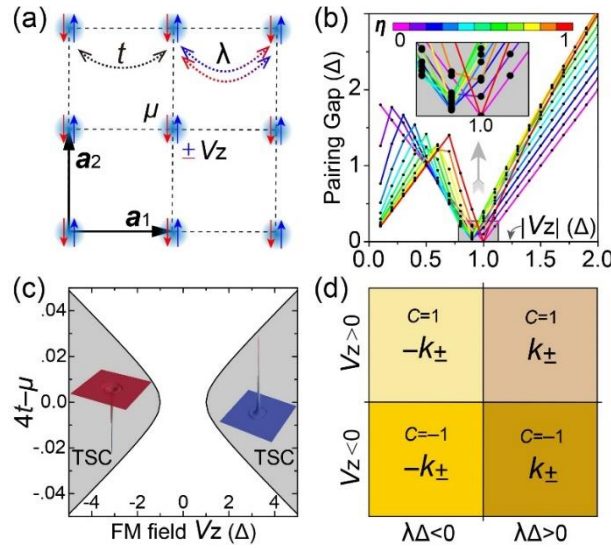 (a)
t
λ
μ
± Vz
a2
a1
(b)
η
0
1
Pairing Gap (Δ)
2
1
0
1.0
|Vz| (Δ)
0.0
0.5
1.0
1.5
2.0
(c)
4t−μ
.04
.02
0.0
-.02
-.04
TSC
TSC
-4
-2
0
2
4
FM field Vz (Δ)
(d)
Vz>0
C=1
−k±
C=1
k±
Vz<0
C=−1
−k±
C=−1
k±
λΔ<0
λΔ>0